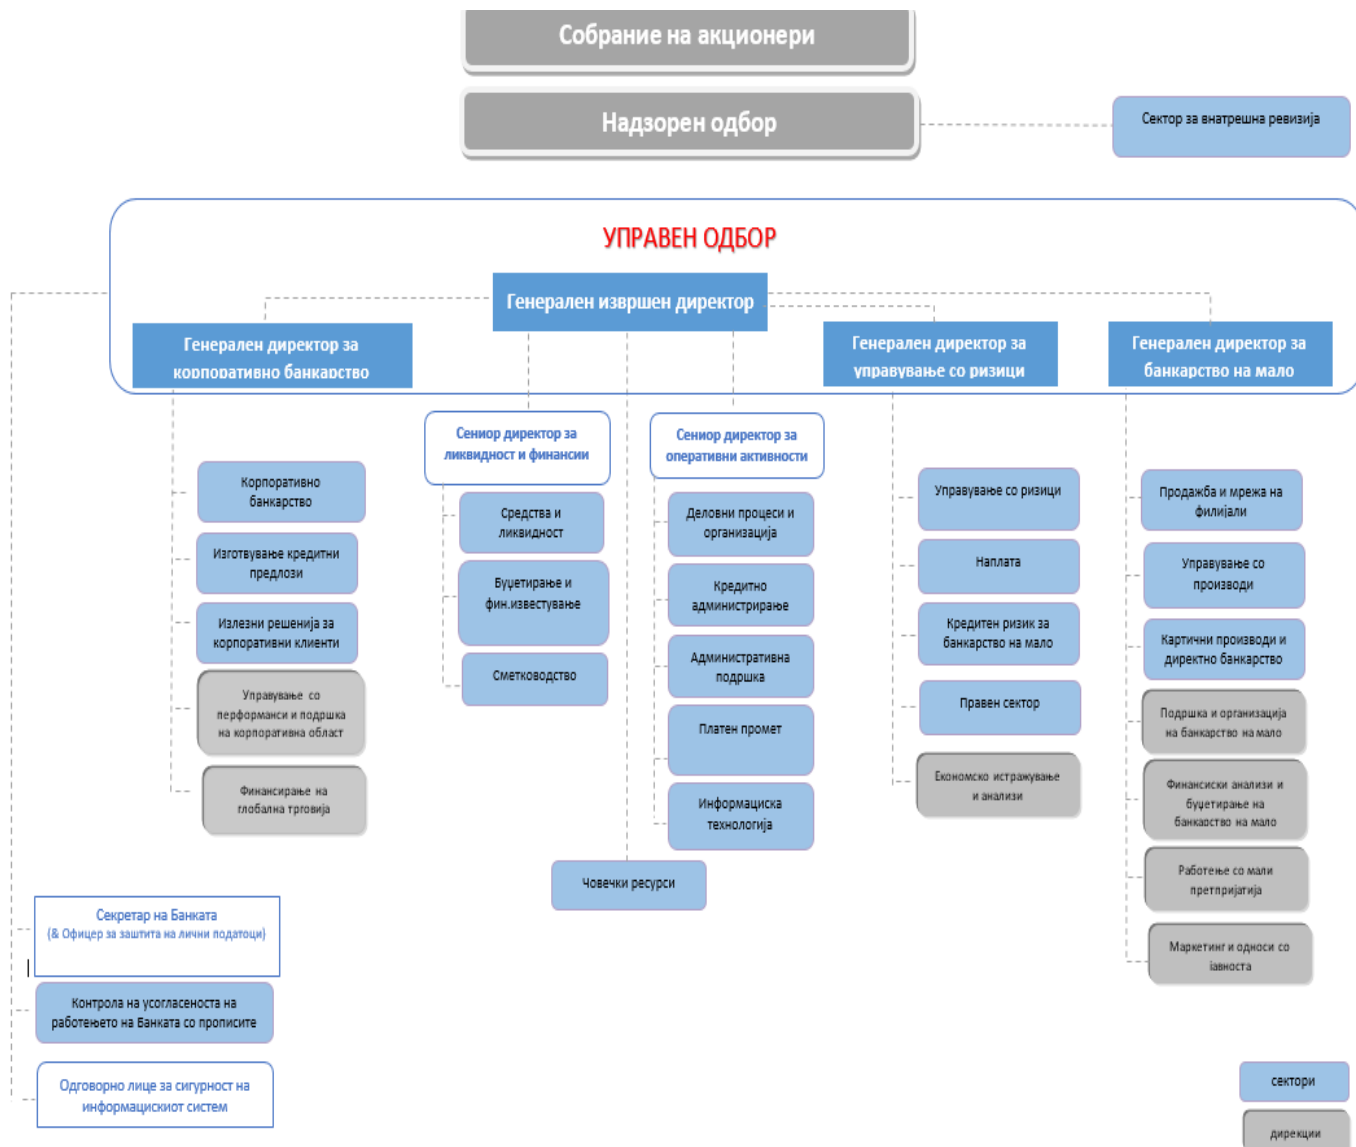 Собрание на акционери
Надзорен одбор
Сектор за внатрешна ревизија
УПРАВЕН ОДБОР
Генерален извршен директор
Генерален директор за
корпоративно банкарство
Генерален директор за
управување со ризици
Генерален директор за
банкарство на мало
Сениор директор за
ликвидност и финансии
Сениор директор за
оперативни активности
Корпоративно
банкарство
Изготвување кредитни
предлози
Излезни решенија за
корпоративни клиенти
Управување со
перформанси и подршка
на корпоративна област
Финансирање на
глобална трговија
Средства и
ликвидност
Буџетирање и
фин.известување
Сметководство
Деловни процеси и
организација
Кредитно
администрирање
Административна
подршка
Платен промет
Информациска
технологија
Човечки ресурси
Управување со ризици
Наплата
Кредитен ризик за
банкарство на мало
Правен сектор
Економско истражување
и анализи
Продажба и мрежа на
филијали
Управување со
производи
Картични производи и
директно банкарство
Подршка и организација
на банкарство на мало
Финансиски анализи и
буџетирање на
банкарство на мало
Работење со мали
претпријатија
Маркетинг и односи со
јавноста
Секретар на Банката
(& Офицер за заштита на лични податоци)
Контрола на усогласеноста на
работењето на Банката со прописите
Одговорно лице за сигурност на
информацискиот систем
сектори
дирекции